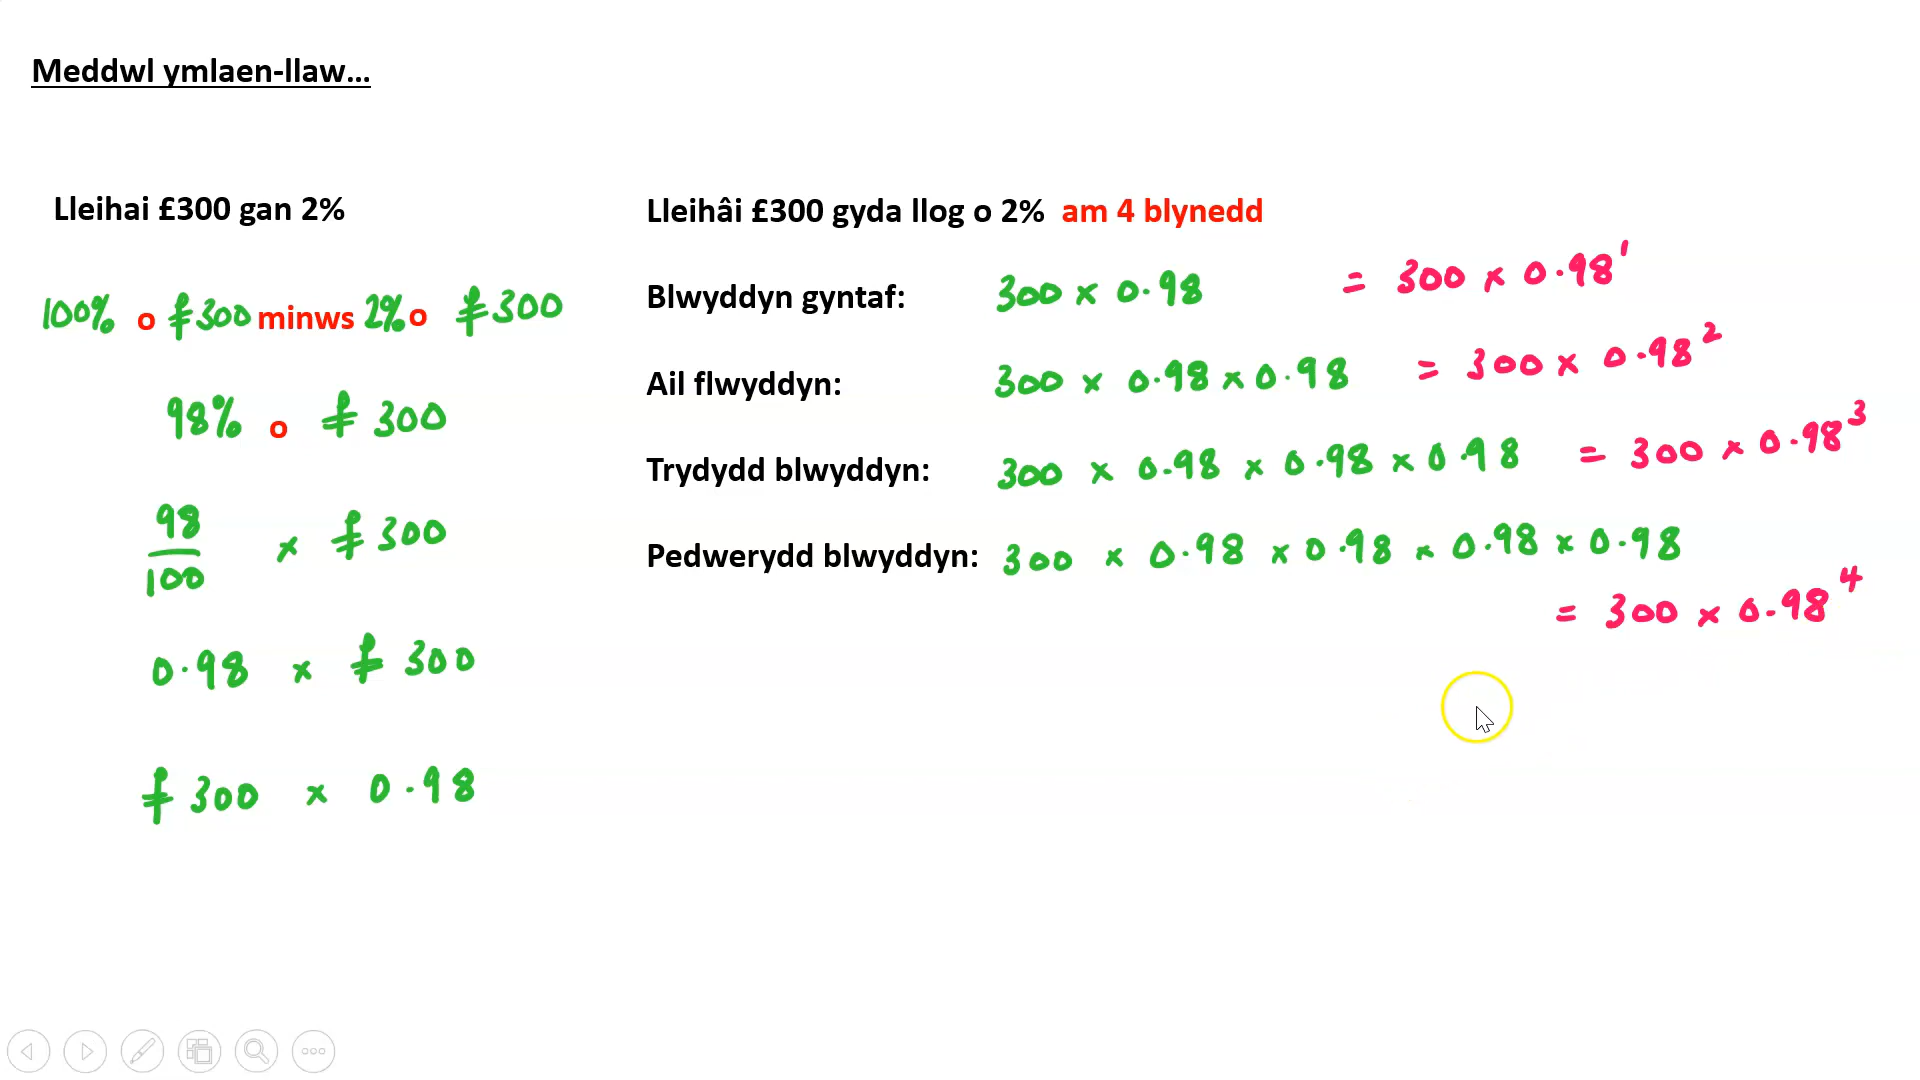 Meddwl ymlaen-llaw...
Lleihai £300 gan 2%
100% o £300 minws 2% o £300
98% o £300
98
100
x £300
0.98 x £300
£300 x 0.98
Lleihâi £300 gyda llog o 2% am 4 blynedd
Blwyddyn gyntaf: 300 x 0.98 = 300 x 0.98¹
Ail flwyddyn: 300 x 0.98 x 0.98 = 300 x 0.98²
Trydydd blwyddyn: 300 x 0.98 x 0.98 x 0.98 = 300 x 0.98³
Pedwerydd blwyddyn: 300 x 0.98 x 0.98 x 0.98 x 0.98
= 300 x 0.98⁴